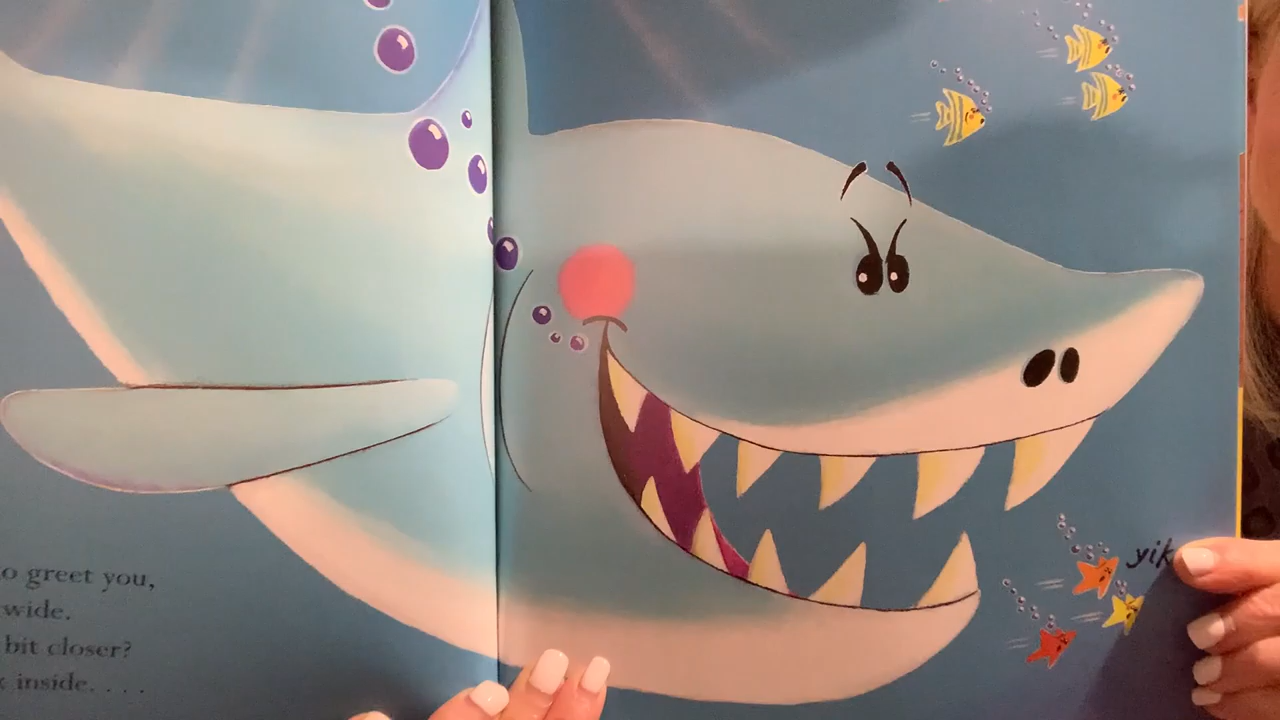 o greet you,
wide.
bit closer?
inside. . . .
yik